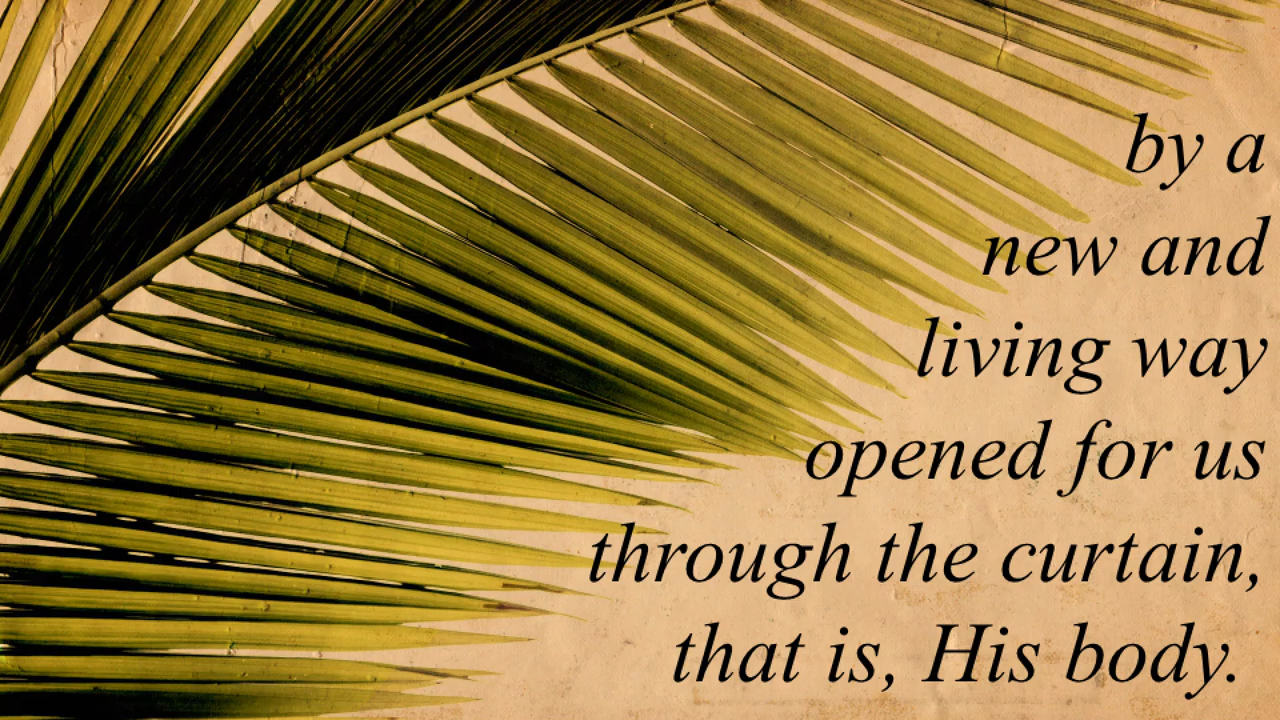 by a
new and
living way
opened for us
through the curtain,
that is, His body.